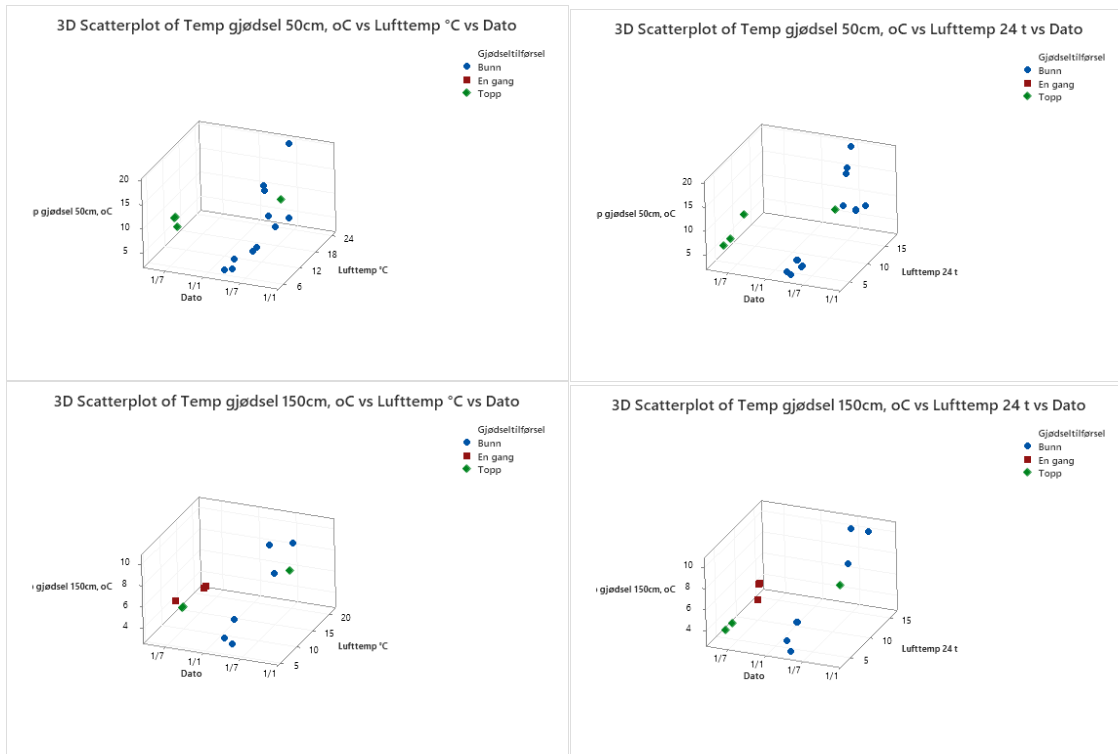 3D Scatterplot of Temp gjødsel 50cm, oC vs Lufttemp °C vs Dato
Gjødseltilførsel
Bunn
En gang
Topp
20
15
10
5
p gjødsel 50cm, oC
24
18
12
6
Lufttemp °C
1/7
1/1
1/7
1/1
Dato
3D Scatterplot of Temp gjødsel 50cm, oC vs Lufttemp 24 t vs Dato
Gjødseltilførsel
Bunn
En gang
Topp
20
15
10
5
p gjødsel 50cm, oC
15
10
5
Lufttemp 24 t
1/7
1/1
1/7
1/1
Dato
3D Scatterplot of Temp gjødsel 150cm, oC vs Lufttemp °C vs Dato
Gjødseltilførsel
Bunn
En gang
Topp
10
8
6
4
gjødsel 150cm, oC
20
15
10
5
Lufttemp °C
1/7
1/1
1/7
1/1
Dato
3D Scatterplot of Temp gjødsel 150cm, oC vs Lufttemp 24 t vs Dato
Gjødseltilførsel
Bunn
En gang
Topp
10
8
6
4
gjødsel 150cm, oC
15
10
5
Lufttemp 24 t
1/7
1/1
1/7
1/1
Dato